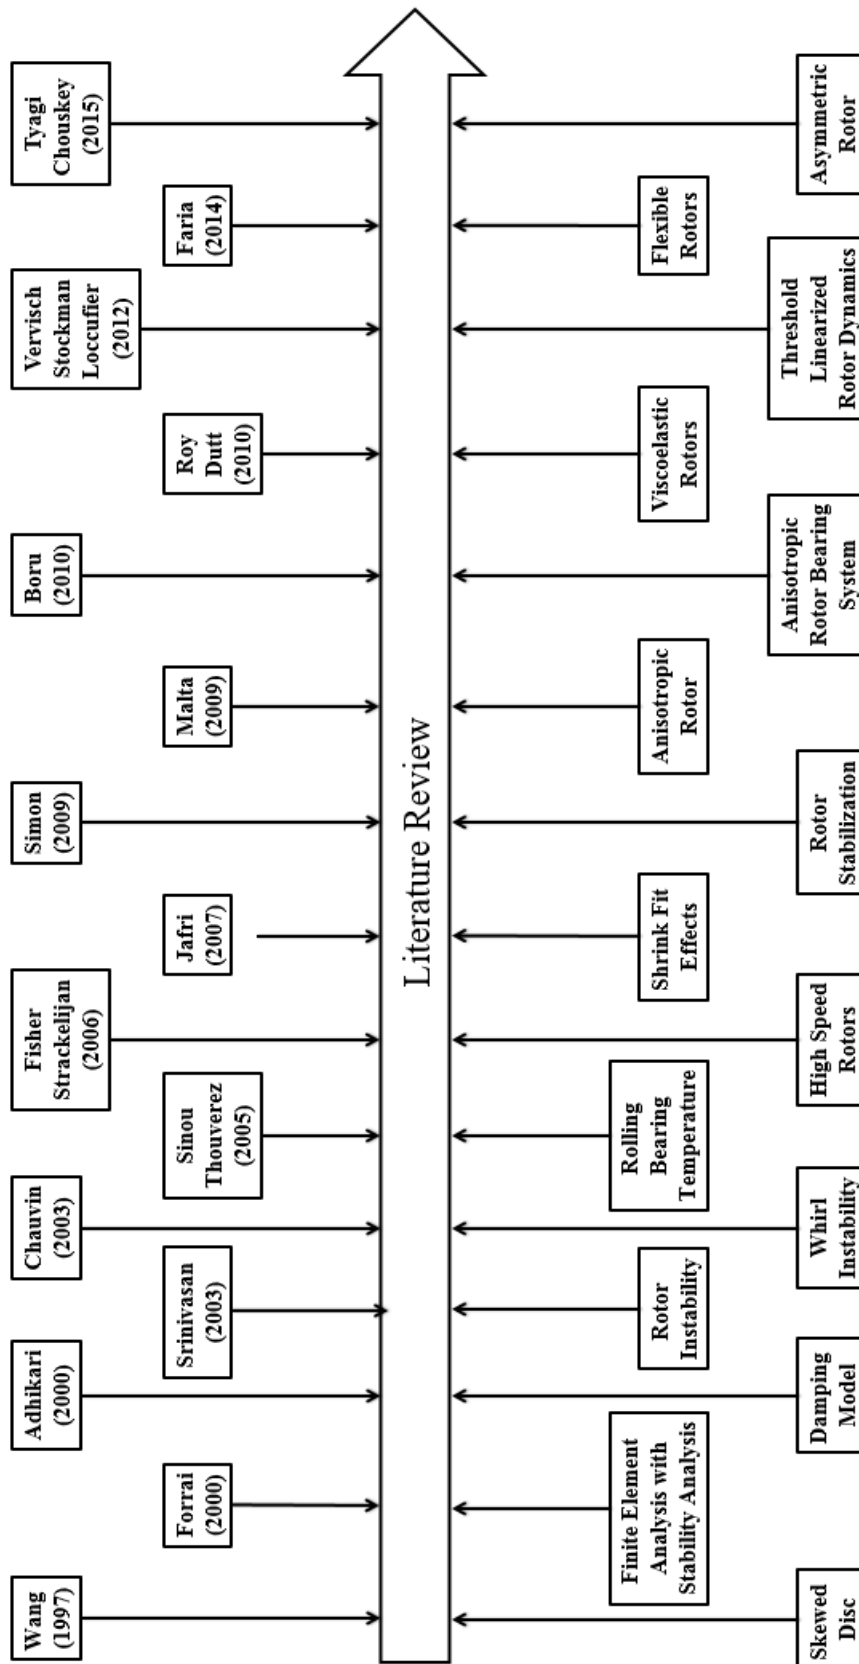 Wang
(1997)
Forrai
(2000)
Adhikari
(2000)
Srinivasan
(2003)
Chauvin
(2003)
Sinou
Thouverez
(2005)
Fisher
Strackelijan
(2006)
Jafri
(2007)
Simon
(2009)
Malta
(2009)
Boru
(2010)
Roy
Dutt
(2010)
Vervisch
Stockman
Loccufier
(2012)
Faria
(2014)
Tyagi
Chouskey
(2015)
Literature Review
Skewed
Disc
Finite Element
Analysis with
Stability Analysis
Damping
Model
Rotor
Instability
Whirl
Instability
Rolling
Bearing
Temperature
High Speed
Rotors
Shrink Fit
Effects
Rotor
Stabilization
Anisotropic
Rotor
Anisotropic
Rotor Bearing
System
Viscoelastic
Rotors
Threshold
Linearized
Rotor Dynamics
Flexible
Rotors
Asymmetric
Rotor